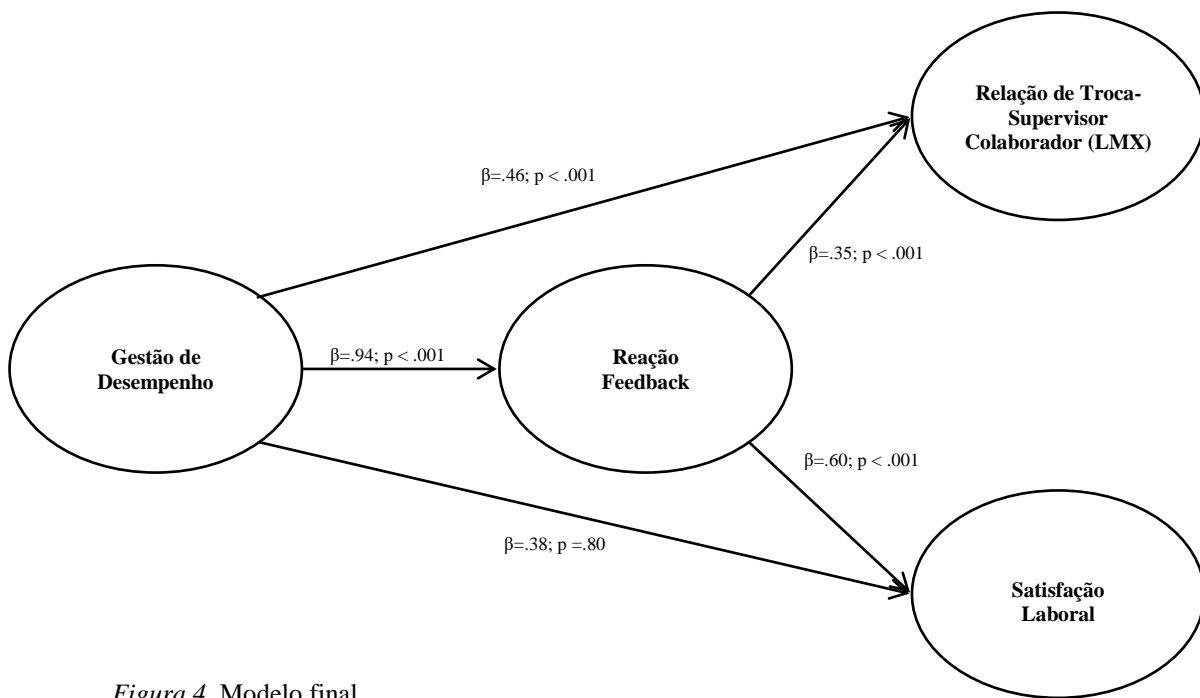 Relação de Troca-
Supervisor
Colaborador (LMX)
β=.46; p < .001
β=.35; p < .001
Gestão de
Desempenho
β=.94; p < .001
Reação
Feedback
β=.60; p < .001
β=.38; p =.80
Satisfação
Laboral
Figura 4. Modelo final